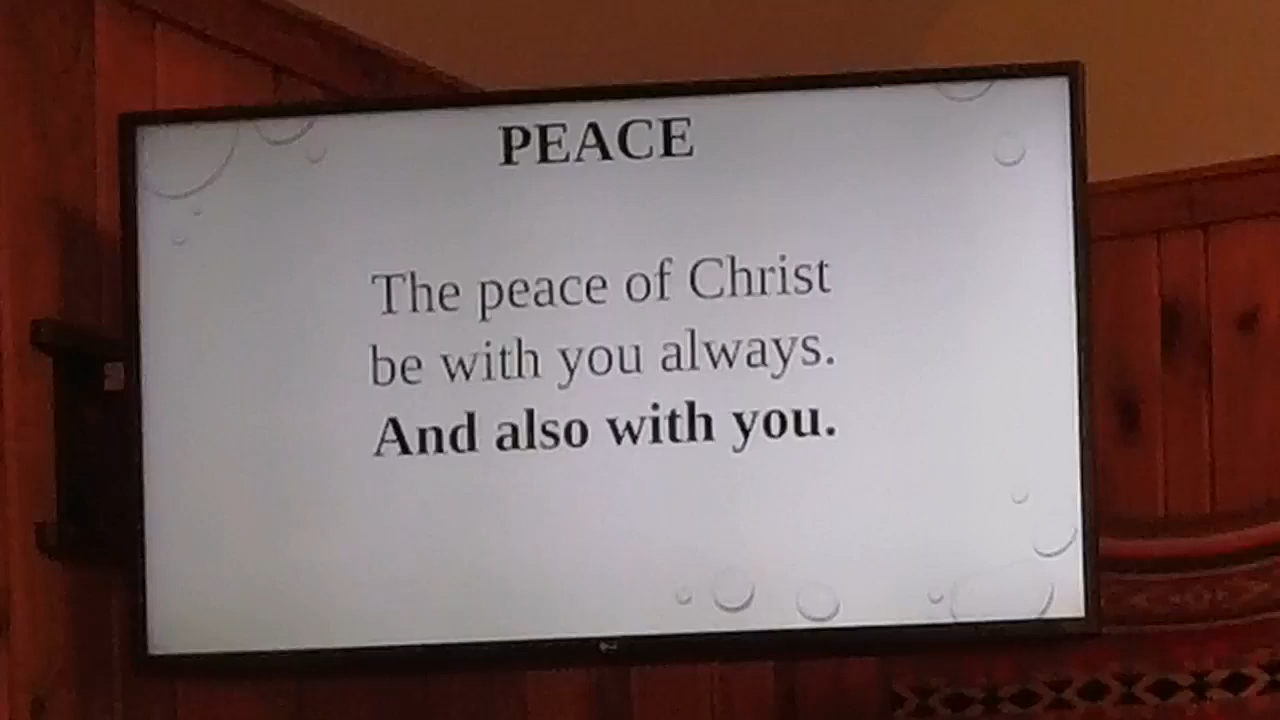 PEACE
The peace of Christ
be with you always.
And also with you.